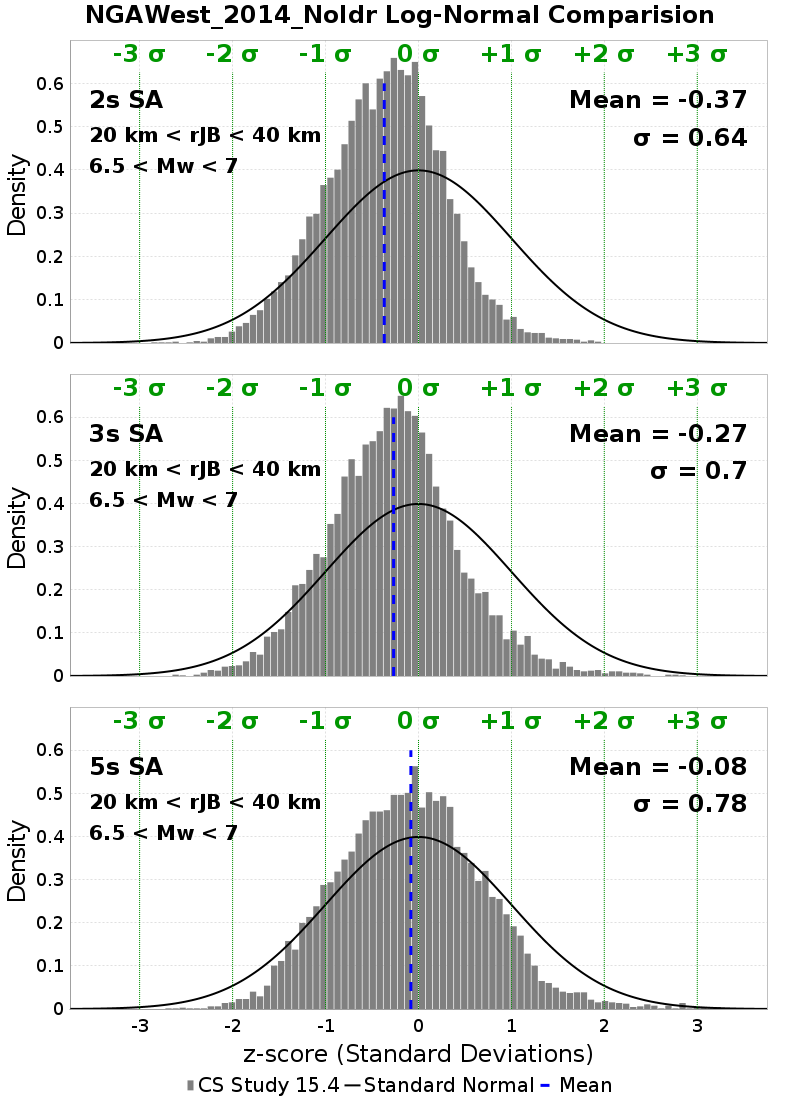 NGAWest_2014_NoIdr Log-Normal Comparision
-3 σ -2 σ -1 σ 0 σ +1 σ +2 σ +3 σ
2s SA
20 km < rJB < 40 km
6.5 < Mw < 7
Mean = -0.37
σ = 0.64
Density
0.6
0.5
0.4
0.3
0.2
0.1
0
-3 σ -2 σ -1 σ 0 σ +1 σ +2 σ +3 σ
3s SA
20 km < rJB < 40 km
6.5 < Mw < 7
Mean = -0.27
σ = 0.7
Density
0.6
0.5
0.4
0.3
0.2
0.1
0
-3 σ -2 σ -1 σ 0 σ +1 σ +2 σ +3 σ
5s SA
20 km < rJB < 40 km
6.5 < Mw < 7
Mean = -0.08
σ = 0.78
Density
0.6
0.5
0.4
0.3
0.2
0.1
0
-3 -2 -1 0 1 2 3
z-score (Standard Deviations)
CS Study 15.4 Standard Normal Mean